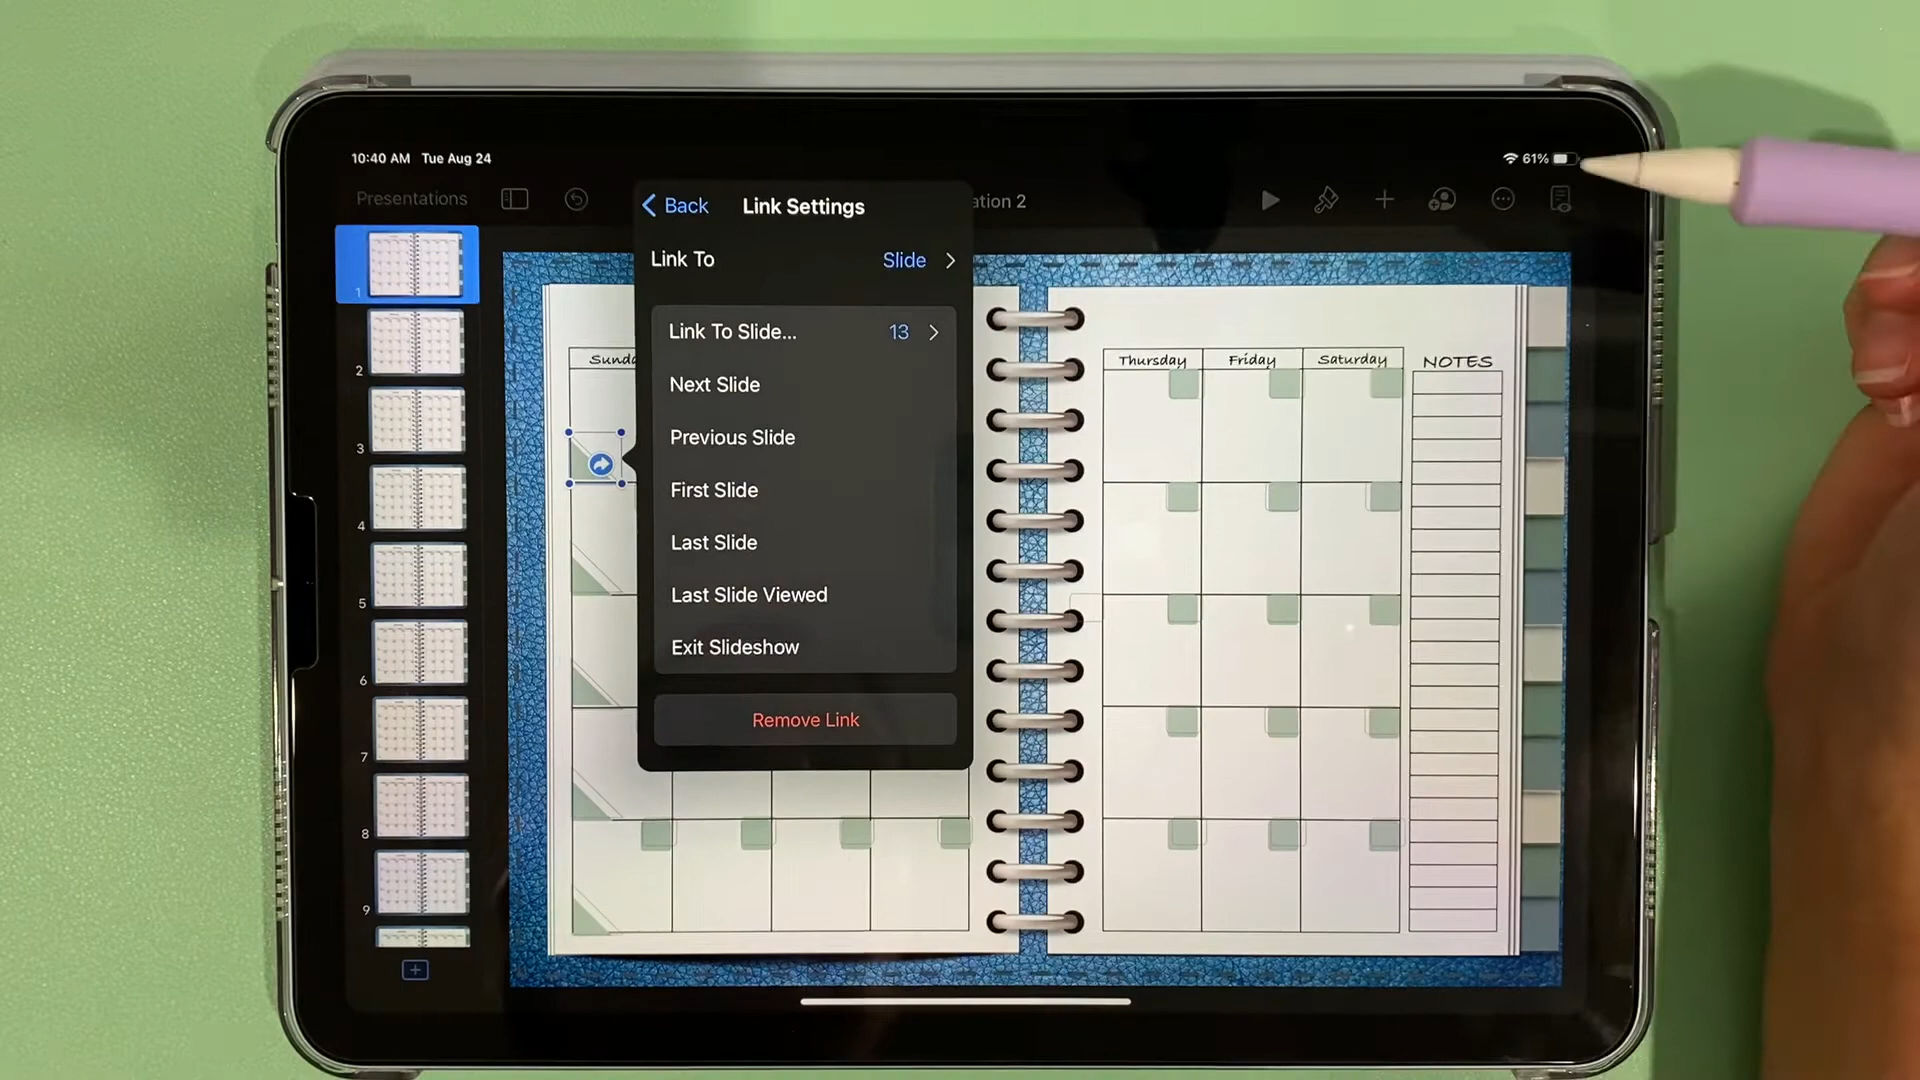 10:40 AM Tue Aug 24
61%
Presentations
ation 2
Back
Link Settings
Link To
Slide
Link To Slide...
13
Next Slide
Previous Slide
First Slide
Last Slide
Last Slide Viewed
Exit Slideshow
Remove Link
Sunda
Thursday
Friday
Saturday
NOTES
1
2
3
4
5
6
7
8
9